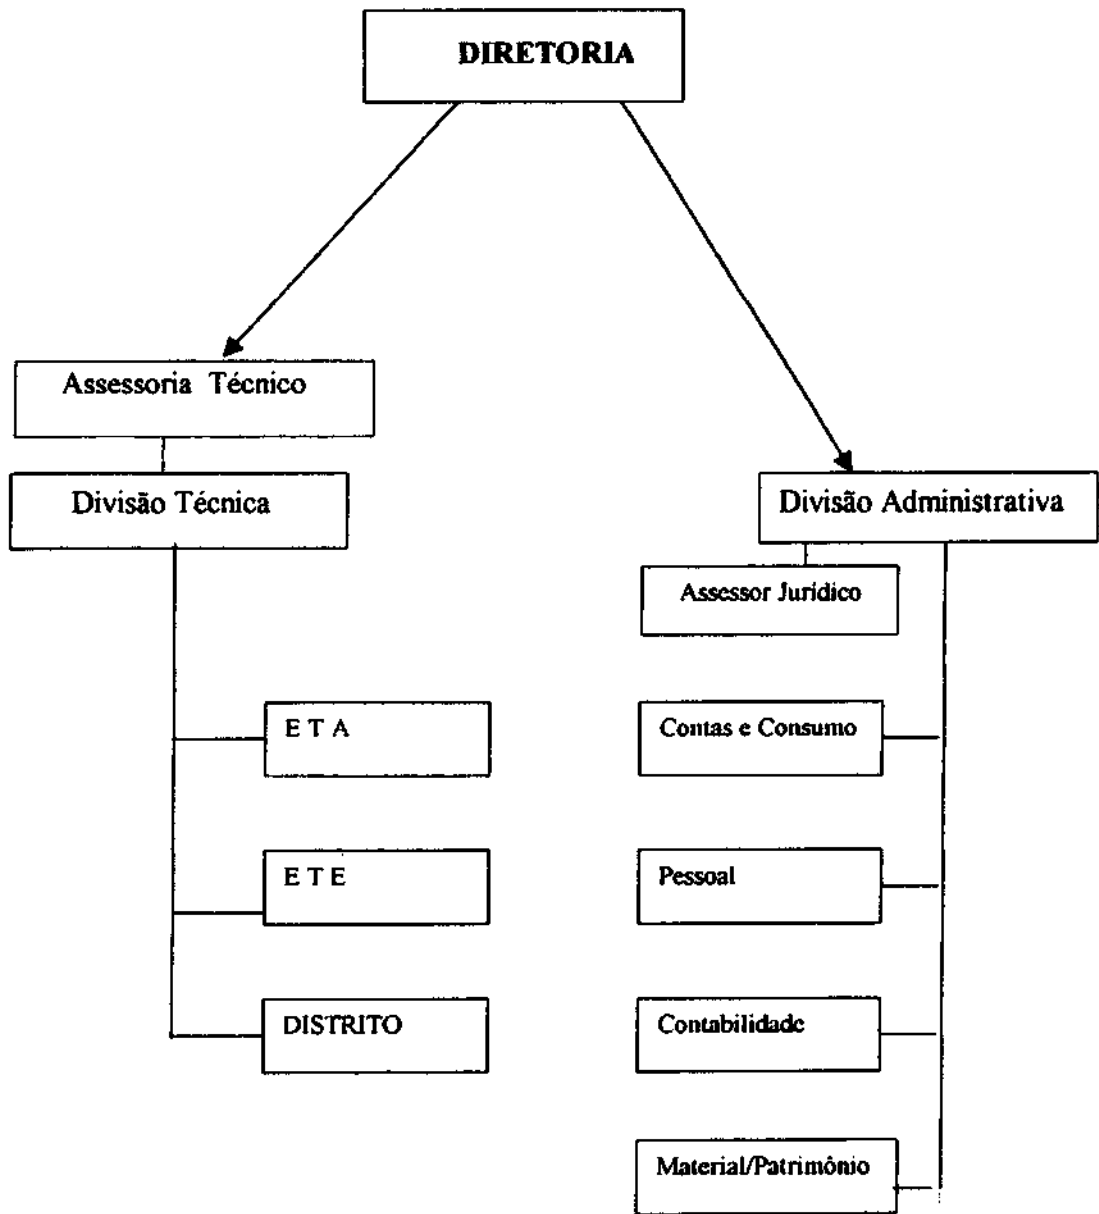 DIRETORIA
Assessoria Técnico
Divisão Técnica
Divisão Administrativa
Assessor Jurídico
E T A
Contas e Consumo
E T E
Pessoal
DISTRITO
Contabilidade
Material/Patrimônio